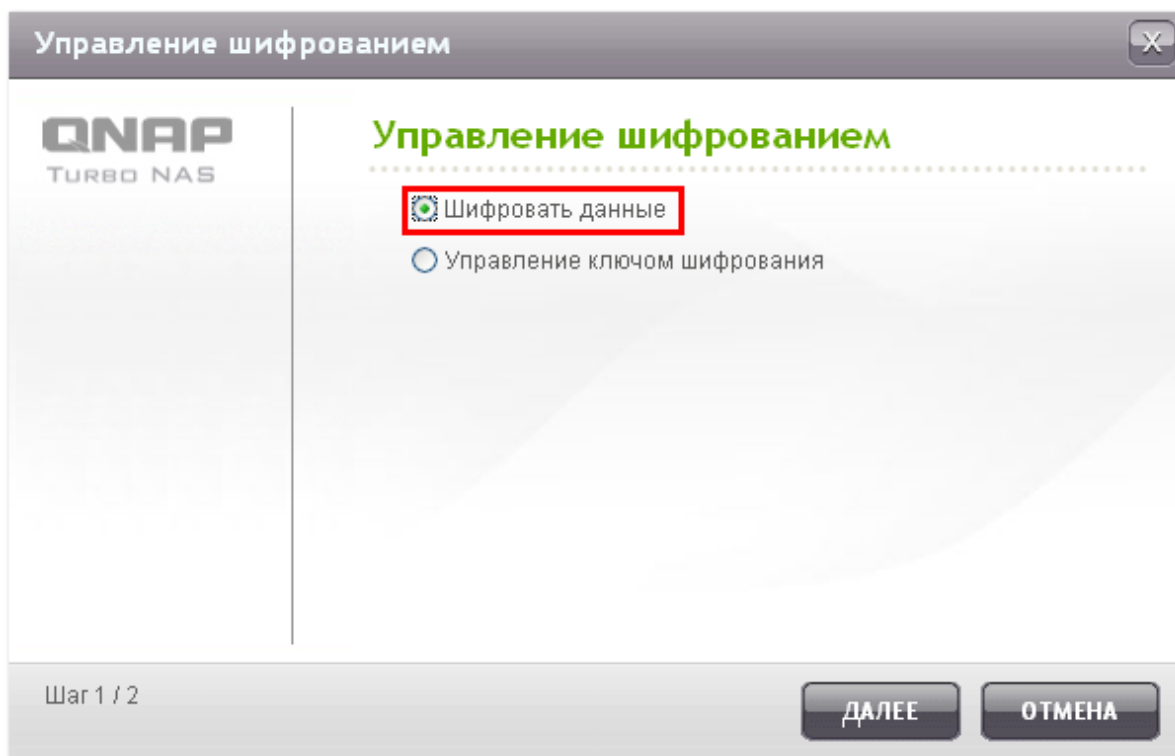 Управление шифрованием
X
QNAP
TURBO NAS
Управление шифрованием
Шифровать данные
Управление ключом шифрования
Шаг 1 / 2
ДАЛЕЕ
ОТМЕНА